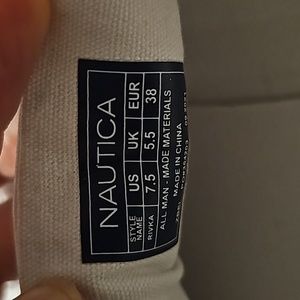 NAUTICA
STYLE NAME US UK EUR
RIVKA 7.5 5.5 38
ALL MAN - MADE MATERIALS
MADE IN CHINA